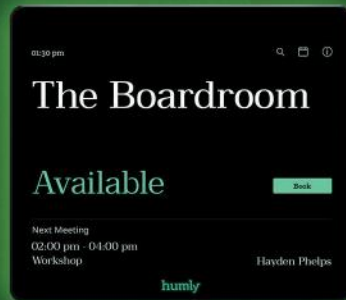 01:30 pm
The Boardroom
Available
Book
Next Meeting
02:00 pm - 04:00 pm
Workshop
Hayden Phelps
humly